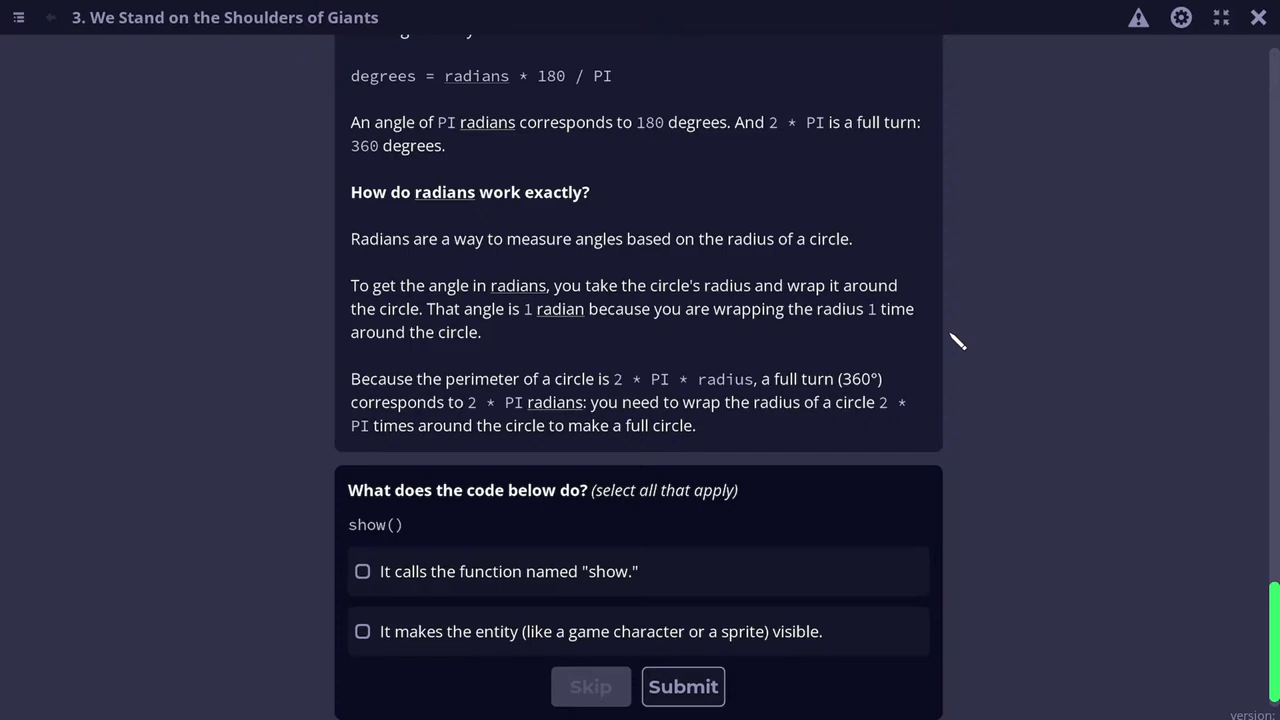 3. We Stand on the Shoulders of Giants
degrees = radians * 180 / PI
An angle of PI radians corresponds to 180 degrees. And 2 * PI is a full turn:
360 degrees.
How do radians work exactly?
Radians are a way to measure angles based on the radius of a circle.
To get the angle in radians, you take the circle's radius and wrap it around
the circle. That angle is 1 radian because you are wrapping the radius 1 time
around the circle.
Because the perimeter of a circle is 2 * PI * radius, a full turn (360°)
corresponds to 2 * PI radians: you need to wrap the radius of a circle 2 *
PI times around the circle to make a full circle.
What does the code below do? (select all that apply)
show()
It calls the function named "show."
It makes the entity (like a game character or a sprite) visible.
Skip Submit
version: